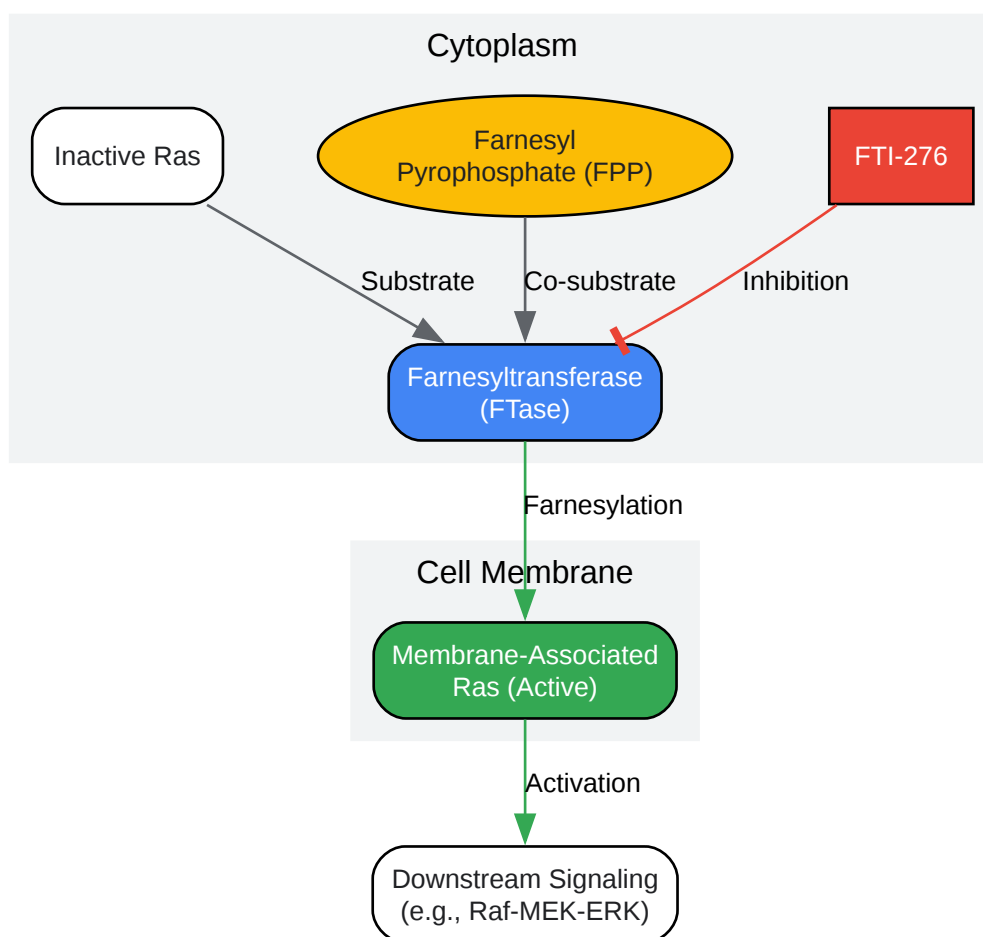 Cytoplasm
Inactive Ras
Farnesyl
Pyrophosphate (FPP)
FTI-276
Substrate
Co-substrate
Inhibition
Farnesyltransferase
(FTase)
Farnesylation
Cell Membrane
Membrane-Associated
Ras (Active)
Activation
Downstream Signaling
(e.g., Raf-MEK-ERK)